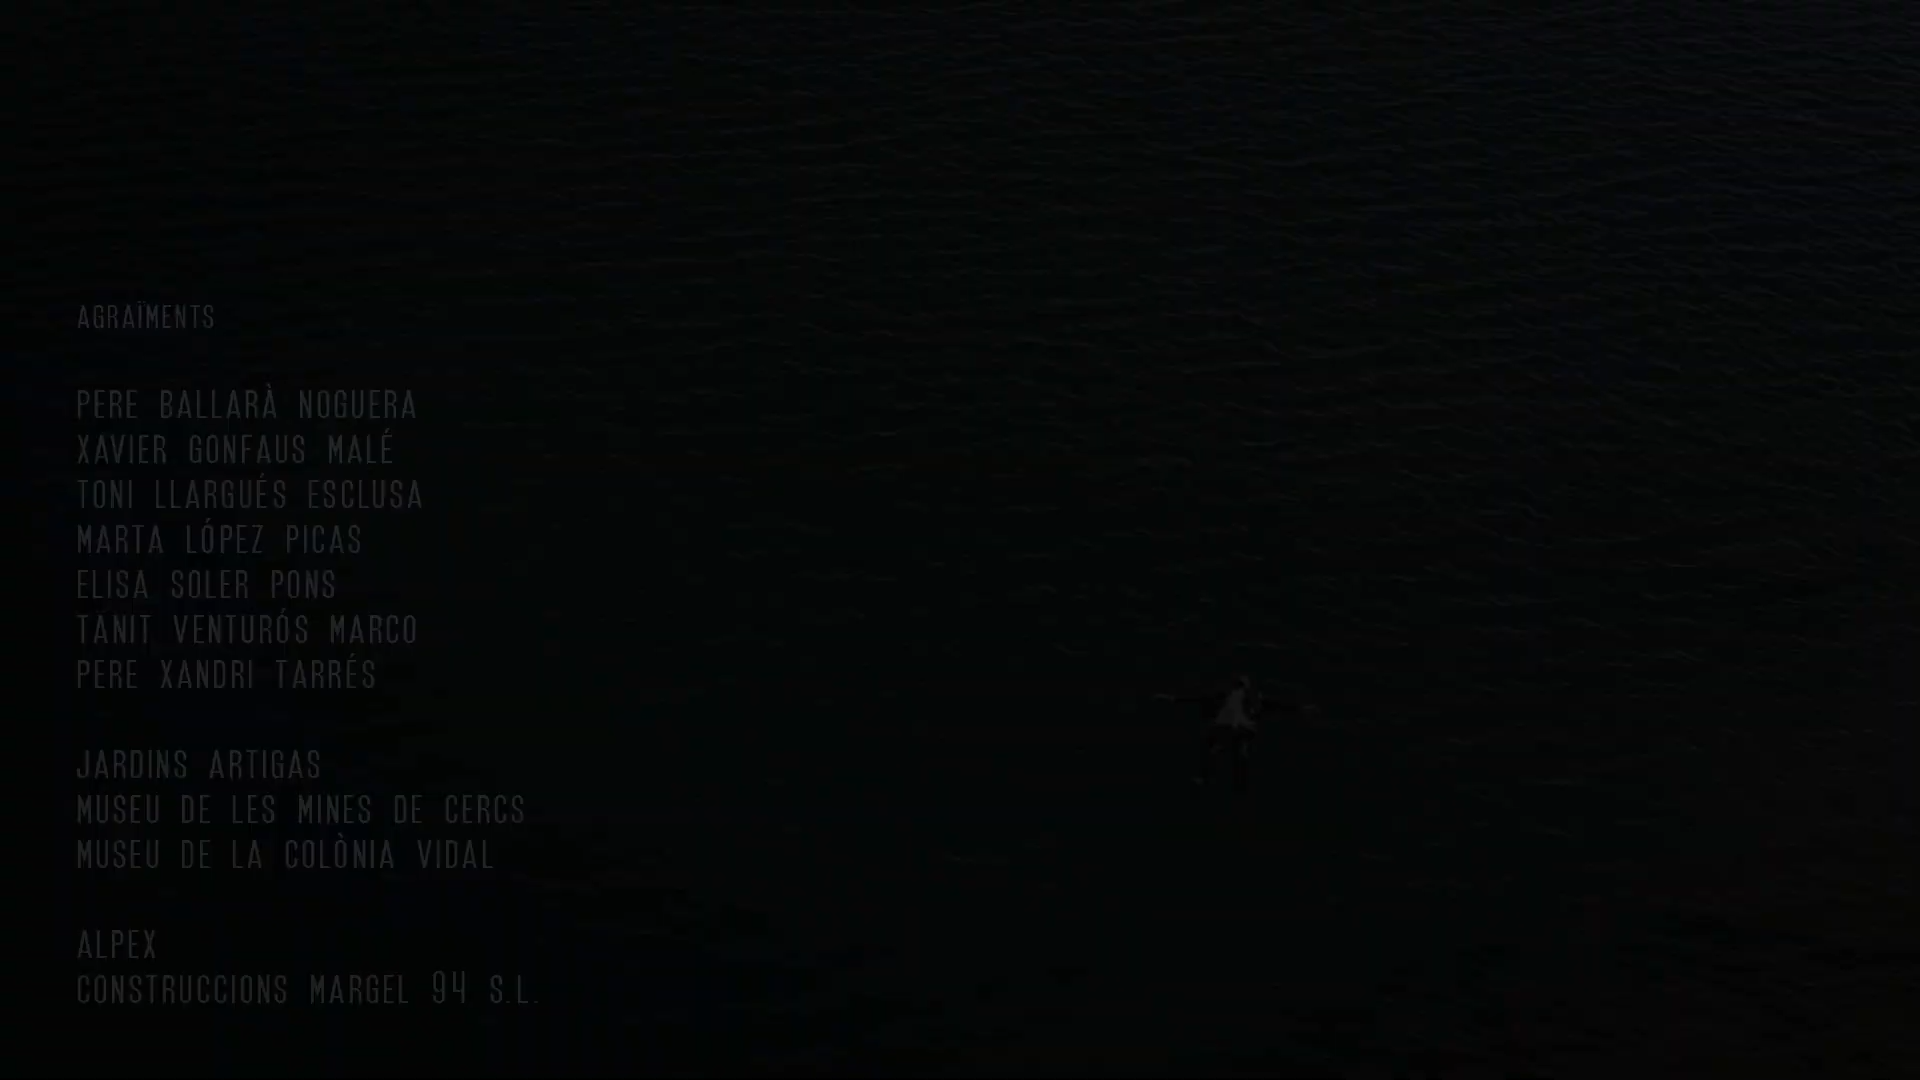 AGRAÏMENTS
PERE BALLARÀ NOGUERA
XAVIER GONFAUS MALÉ
TONI LLARGUÉS ESCLUSA
MARTA LÓPEZ PICAS
ELISA SOLER PONS
TANIT VENTURÓS MARCO
PERE XANDRI TARRÉS
JARDINS ARTIGAS
MUSEU DE LES MINES DE CERCS
MUSEU DE LA COLÒNIA VIDAL
ALPEX
CONSTRUCCIONS MARGEL 94 S.L.